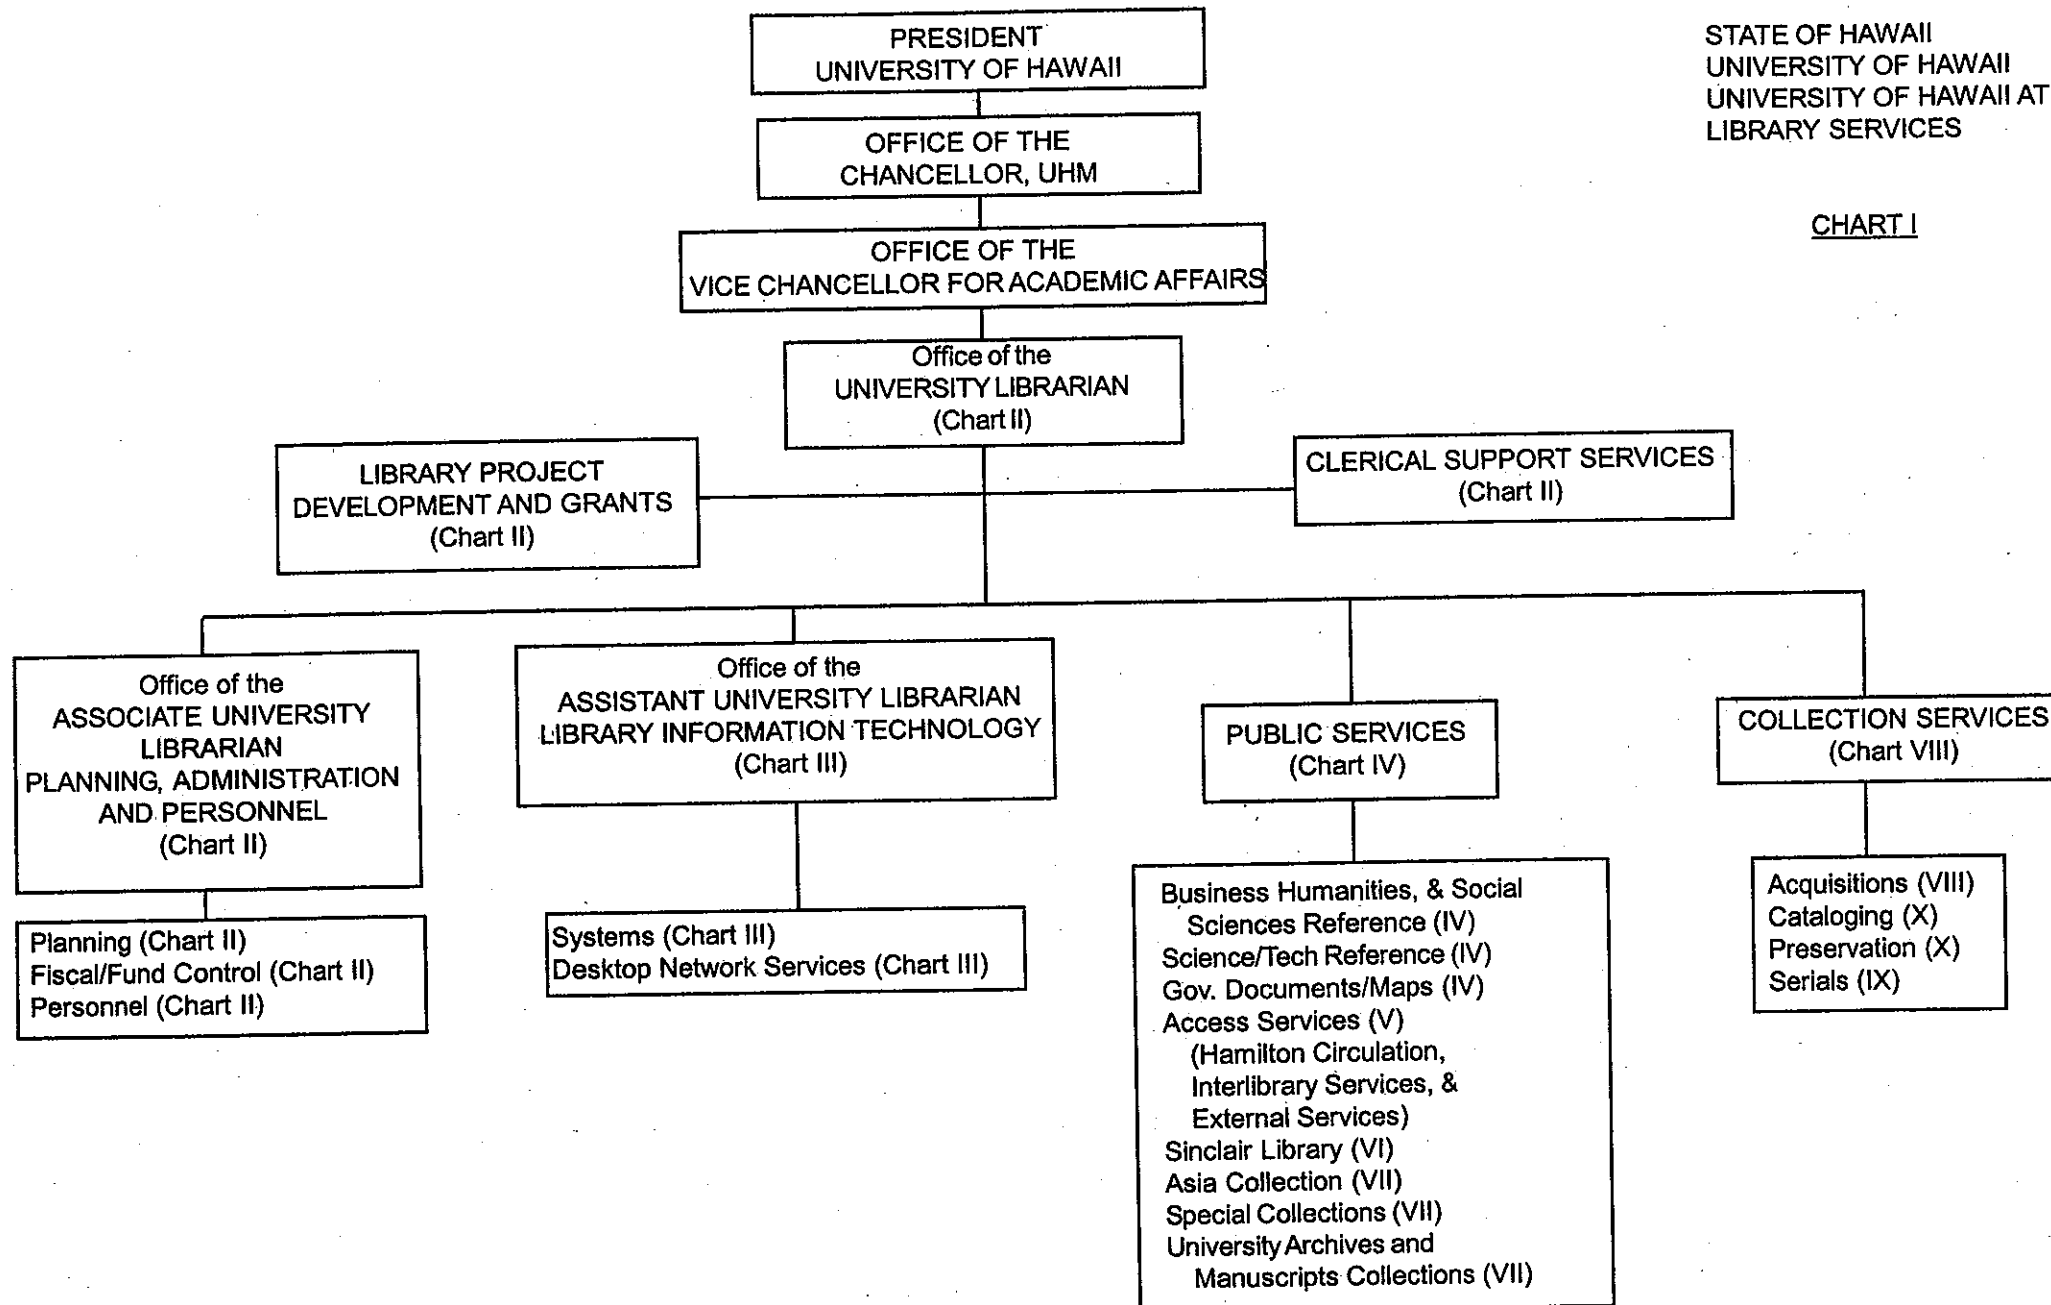 PRESIDENT
UNIVERSITY OF HAWAII
STATE OF HAWAII
UNIVERSITY OF HAWAII
UNIVERSITY OF HAWAII AT
LIBRARY SERVICES
CHART I
OFFICE OF THE
CHANCELLOR, UHM
OFFICE OF THE
VICE CHANCELLOR FOR ACADEMIC AFFAIRS
Office of the
UNIVERSITY LIBRARIAN
(Chart II)
LIBRARY PROJECT
DEVELOPMENT AND GRANTS
(Chart II)
CLERICAL SUPPORT SERVICES
(Chart II)
Office of the
ASSOCIATE UNIVERSITY
LIBRARIAN
PLANNING, ADMINISTRATION
AND PERSONNEL
(Chart II)
Office of the
ASSISTANT UNIVERSITY LIBRARIAN
LIBRARY INFORMATION TECHNOLOGY
(Chart III)
PUBLIC SERVICES
(Chart IV)
COLLECTION SERVICES
(Chart VIII)
Planning (Chart II)
Fiscal/Fund Control (Chart II)
Personnel (Chart II)
Systems (Chart III)
Desktop Network Services (Chart III)
Business Humanities, & Social
Sciences Reference (IV)
Science/Tech Reference (IV)
Gov. Documents/Maps (IV)
Access Services (V)
(Hamilton Circulation,
Interlibrary Services, &
External Services)
Sinclair Library (VI)
Asia Collection (VII)
Special Collections (VII)
University Archives and
Manuscripts Collections (VII)
Acquisitions (VIII)
Cataloging (X)
Preservation (X)
Serials (IX)